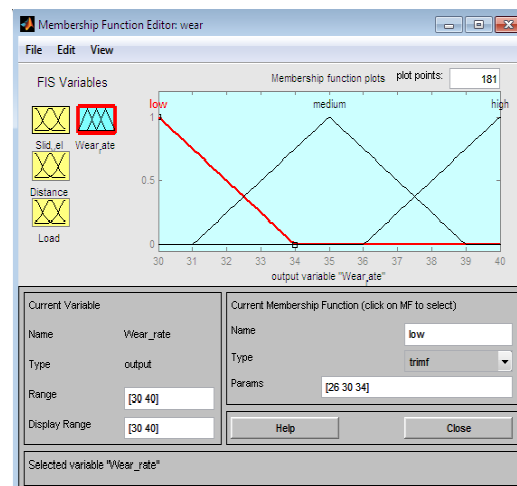 Membership Function Editor: wear
File Edit View
FIS Variables
Membership function plots plot points: 181
low medium high
Slid_el Wear_rate
Distance
Load
1
0.5
0
30 31 32 33 34 35 36 37 38 39 40
output variable "Wear_rate"
Current Variable
Name Wear_rate
Type output
Range [30 40]
Display Range [30 40]
Current Membership Function (click on MF to select)
Name low
Type trimf
Params [26 30 34]
Help Close
Selected variable "Wear_rate"